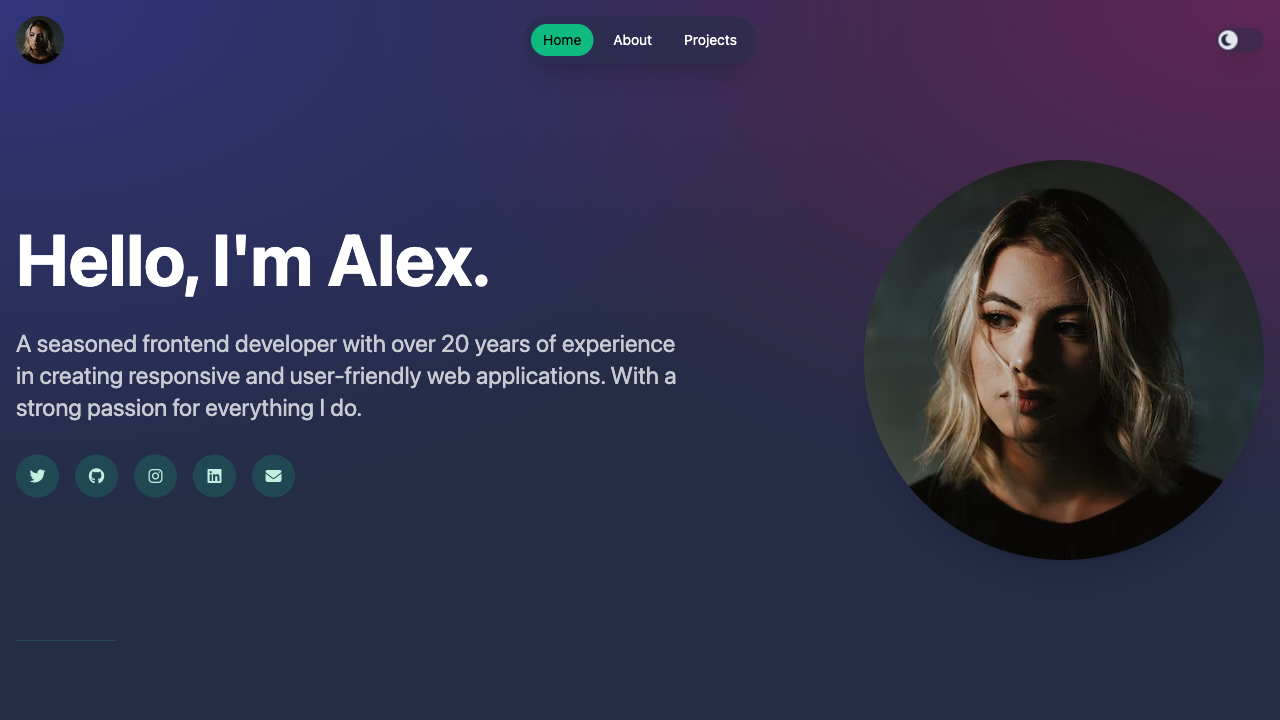 Home
About
Projects
Hello, I'm Alex.
A seasoned frontend developer with over 20 years of experience
in creating responsive and user-friendly web applications. With a
strong passion for everything I do.